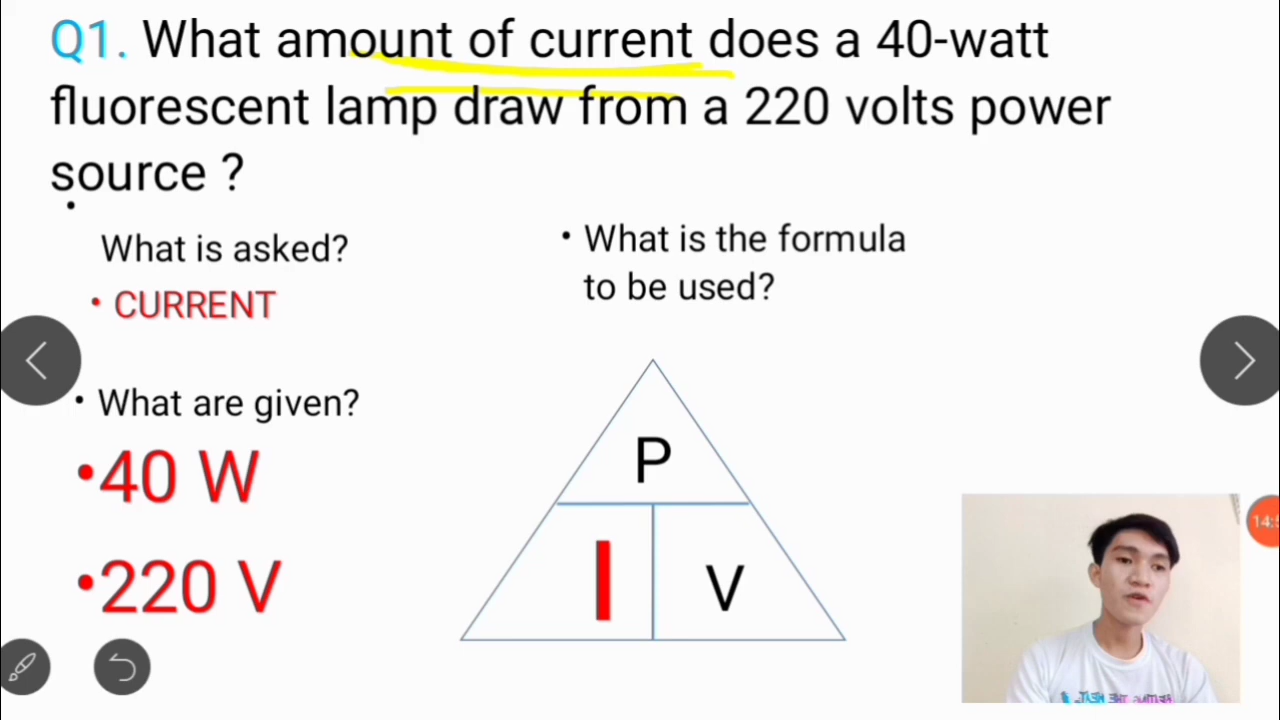 Q1. What amount of current does a 40-watt
fluorescent lamp draw from a 220 volts power
source ?
What is asked?
• CURRENT
• What are given?
•40 W
•220 V
• What is the formula
to be used?
P
I
V